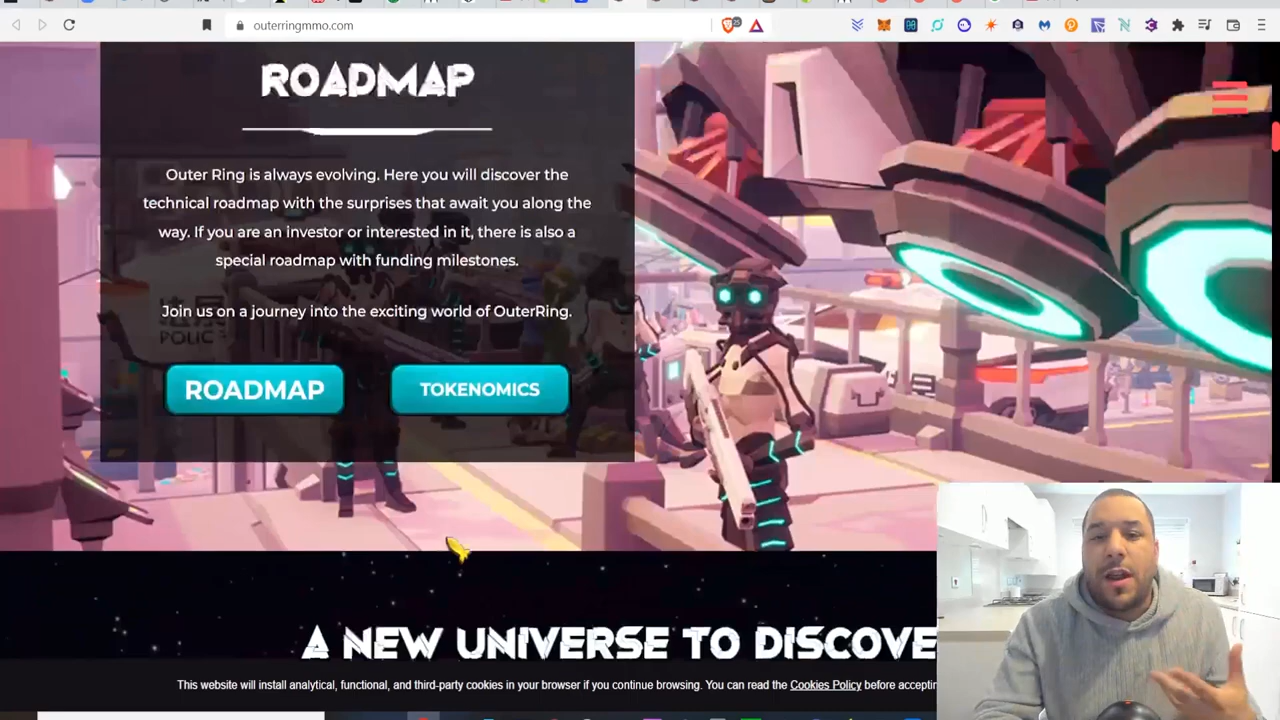 outerringmmo.com
ROADMAP
Outer Ring is always evolving. Here you will discover the
technical roadmap with the surprises that await you along the
way. If you are an investor or interested in it, there is also a
special roadmap with funding milestones.
Join us on a journey into the exciting world of OuterRing.
POLIC
ROADMAP
TOKENOMICS
A NEW UNIVERSE TO DISCOVE
This website will install analytical, functional, and third-party cookies in your browser if you continue browsing. You can read the Cookies Policy before acceptin